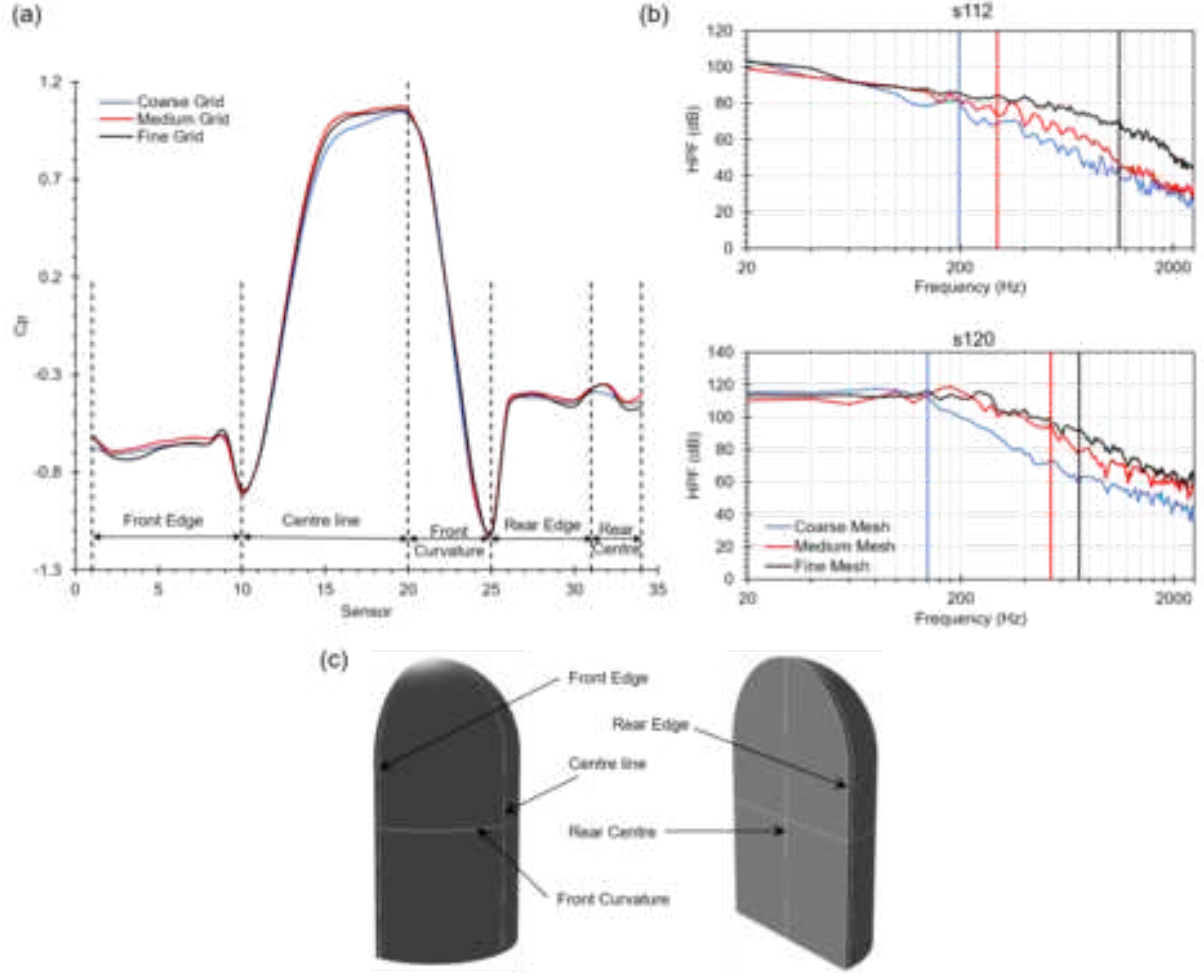 (a)
1.2
0.7
0.2
-0.3
-0.8
-1.3
Cp
Coarse Grid
Medium Grid
Fine Grid
Front Edge
Centre line
Front
Curvature
Rear Edge
Rear
Centre
0 5 10 15 20 25 30 35
Sensor
(b)
s112
120
100
80
60
40
20
0
HPF (dB)
20 200 2000
Frequency (Hz)
s120
140
120
100
80
60
40
20
0
HPF (dB)
Coarse Mesh
Medium Mesh
Fine Mesh
20 200 2000
Frequency (Hz)
(c)
Front Edge
Rear Edge
Centre line
Rear Centre
Front Curvature